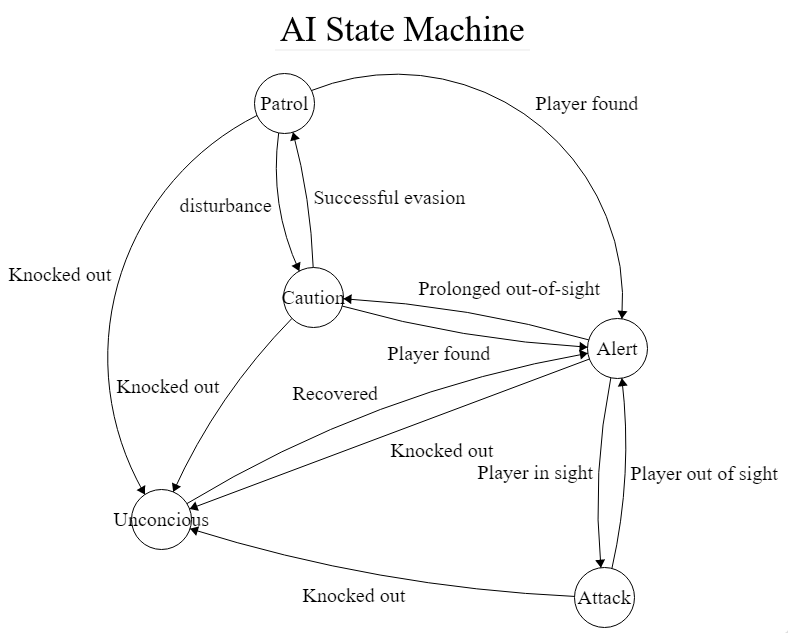 AI State Machine
Patrol
Player found
disturbance
Successful evasion
Knocked out
Caution
Prolonged out-of-sight
Player found
Alert
Knocked out
Recovered
Knocked out
Player in sight
Player out of sight
Unconcious
Knocked out
Attack